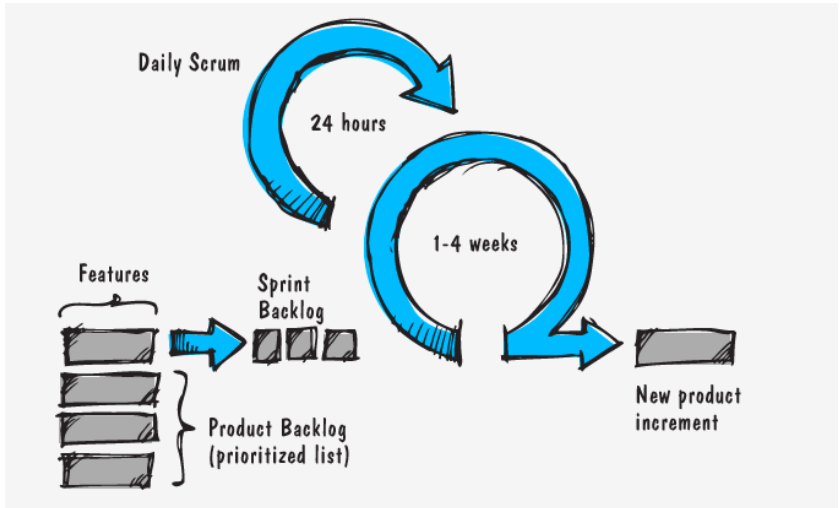 Daily Scrum
24 hours
1-4 weeks
Features
Sprint
Backlog
Product Backlog
(prioritized list)
New product
increment